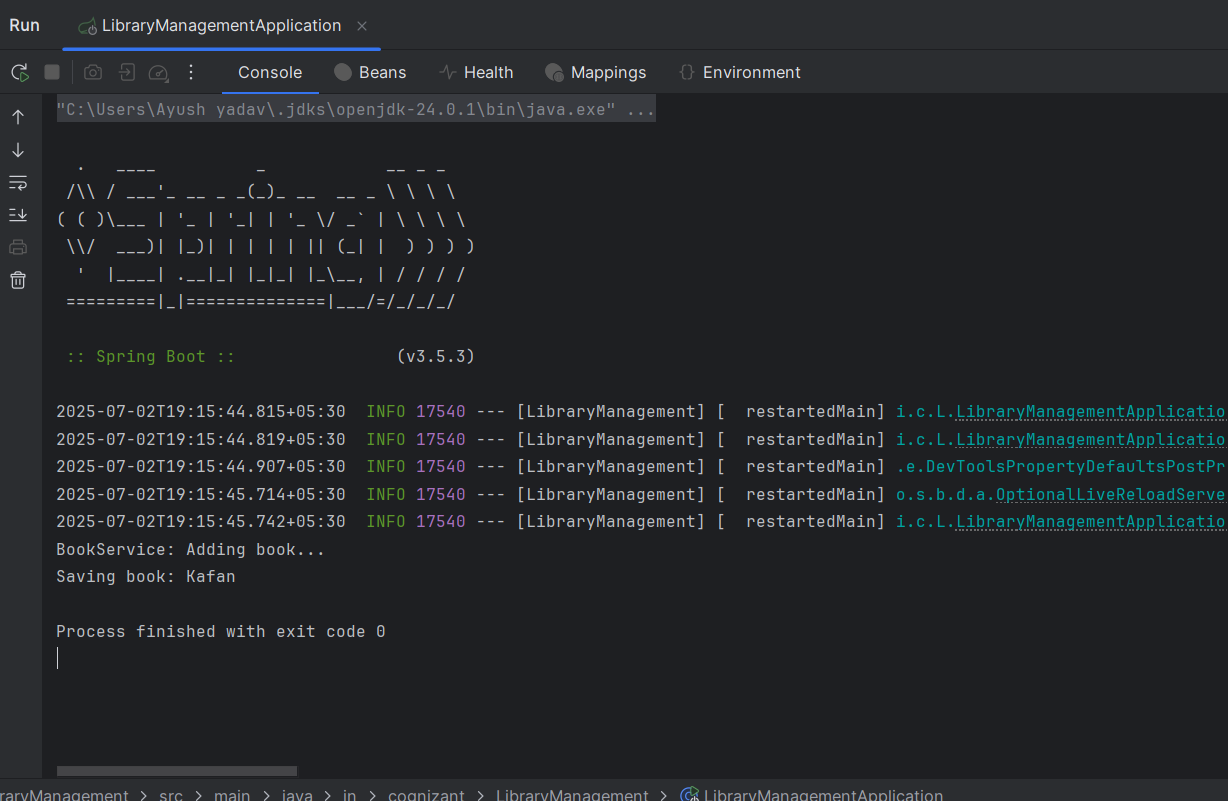 Run LibraryManagementApplication
Console Beans Health Mappings Environment
"C:\Users\Ayush yadav\.jdks\openjdk-24.0.1\bin\java.exe" ...
  .   ____          _            __ _ _
 /\\ / ___'_ __ _ _(_)_ __  __ _ \ \ \ \
( ( )\___ | '_ | '_| | '_ \/ _` | \ \ \ \
 \\/  ___)| |_)| | | | | || (_| |  ) ) ) )
  '  |____| .__|_| |_|_| |_\__, | / / / /
 =========|_|==============|___/=/_/_/_/
 :: Spring Boot ::                (v3.5.3)
2025-07-02T19:15:44.815+05:30  INFO 17540 --- [LibraryManagement] [  restartedMain] i.c.L.LibraryManagementApplicatio
2025-07-02T19:15:44.819+05:30  INFO 17540 --- [LibraryManagement] [  restartedMain] i.c.L.LibraryManagementApplicatio
2025-07-02T19:15:44.907+05:30  INFO 17540 --- [LibraryManagement] [  restartedMain] .e.DevToolsPropertyDefaultsPostPr
2025-07-02T19:15:45.714+05:30  INFO 17540 --- [LibraryManagement] [  restartedMain] o.s.b.d.a.OptionalLiveReloadServe
2025-07-02T19:15:45.742+05:30  INFO 17540 --- [LibraryManagement] [  restartedMain] i.c.L.LibraryManagementApplicatio
BookService: Adding book...
Saving book: Kafan
Process finished with exit code 0
raryManagement > src > main > java > in > cognizant > LibraryManagement > LibraryManagementApplication